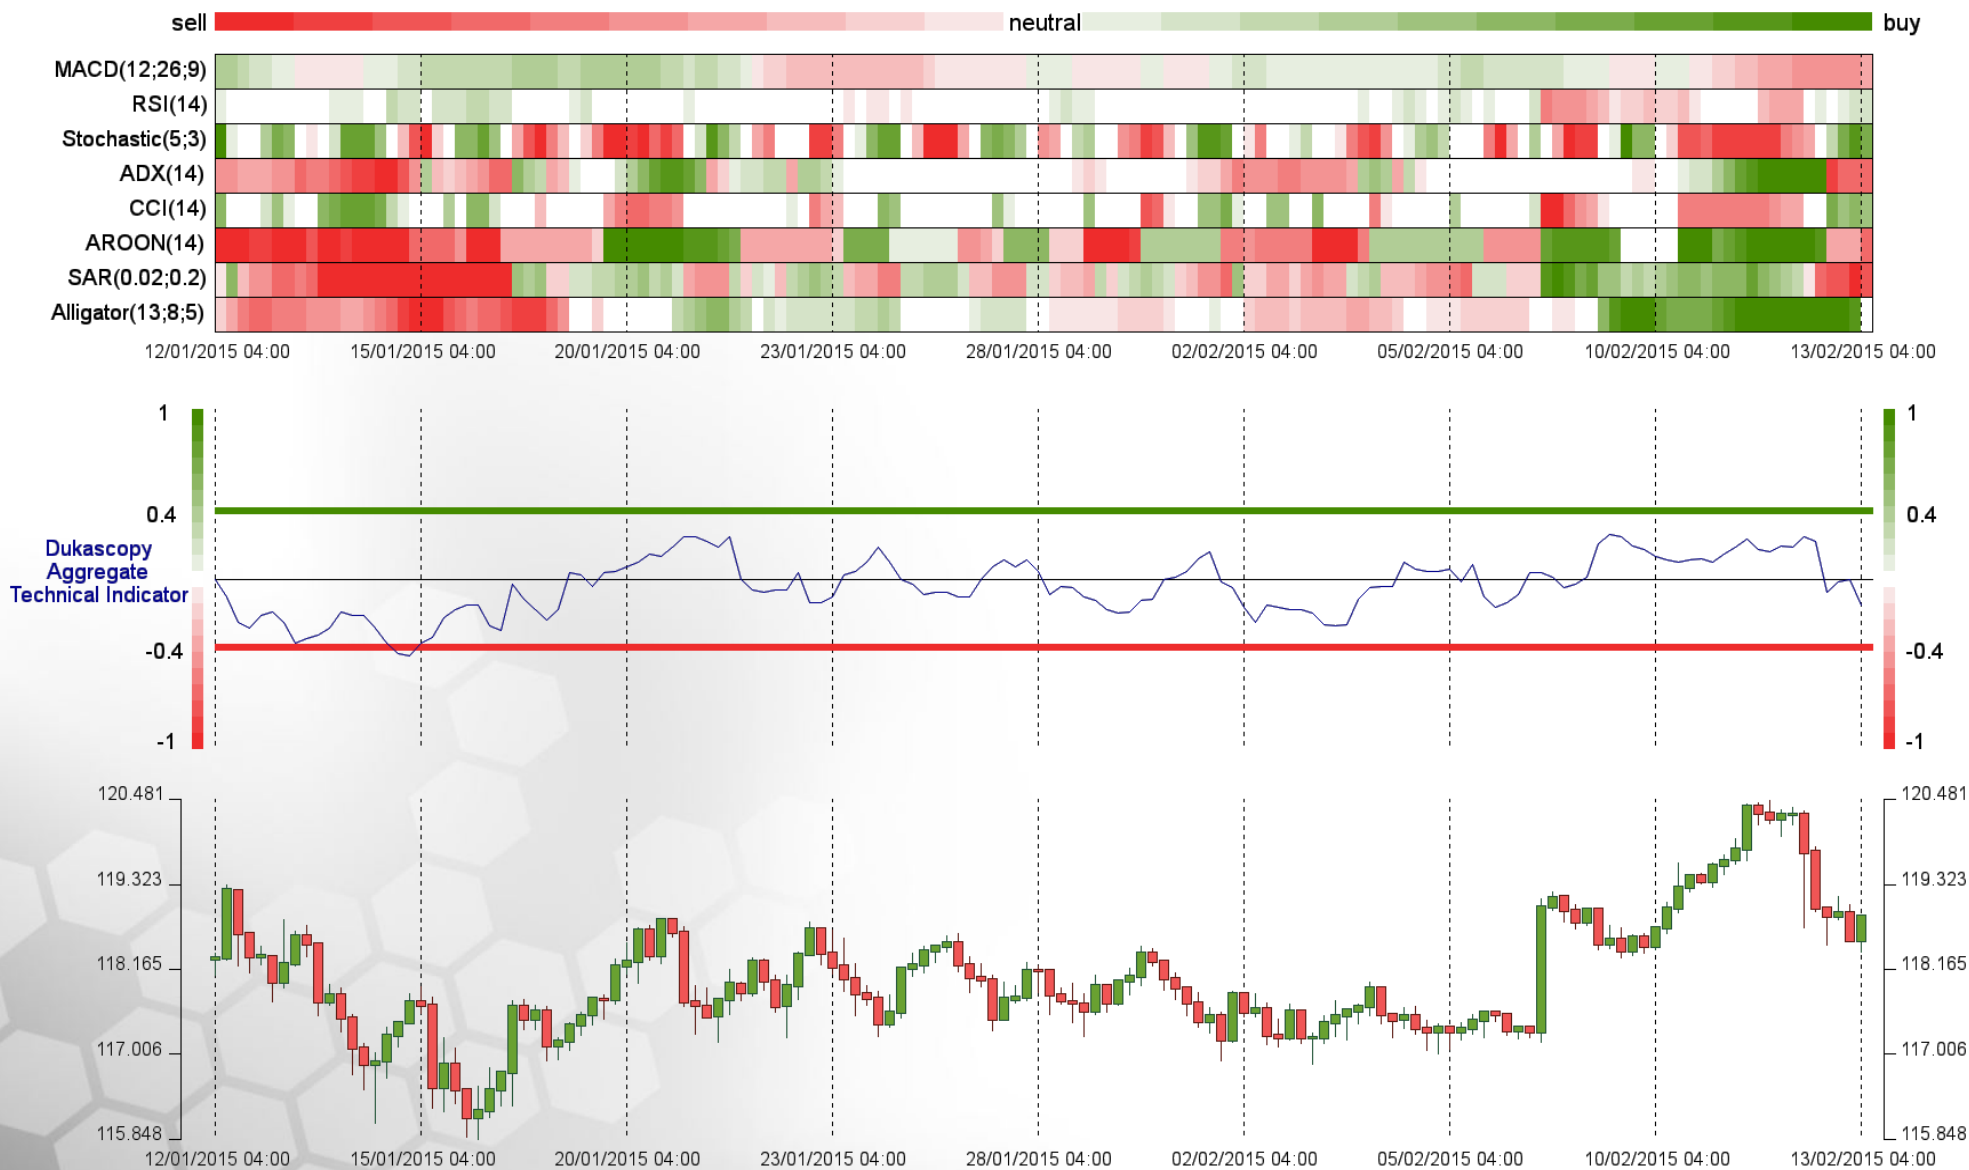 sell neutral buy
MACD(12;26;9)
RSI(14)
Stochastic(5;3)
ADX(14)
CCI(14)
AROON(14)
SAR(0.02;0.2)
Alligator(13;8;5)
12/01/2015 04:00 15/01/2015 04:00 20/01/2015 04:00 23/01/2015 04:00 28/01/2015 04:00 02/02/2015 04:00 05/02/2015 04:00 10/02/2015 04:00 13/02/2015 04:00
1 1
0.4 0.4
Dukascopy
Aggregate
Technical Indicator
-0.4 -0.4
-1 -1
120.481 120.481
119.323 119.323
118.165 118.165
117.006 117.006
115.848 115.848
12/01/2015 04:00 15/01/2015 04:00 20/01/2015 04:00 23/01/2015 04:00 28/01/2015 04:00 02/02/2015 04:00 05/02/2015 04:00 10/02/2015 04:00 13/02/2015 04:00